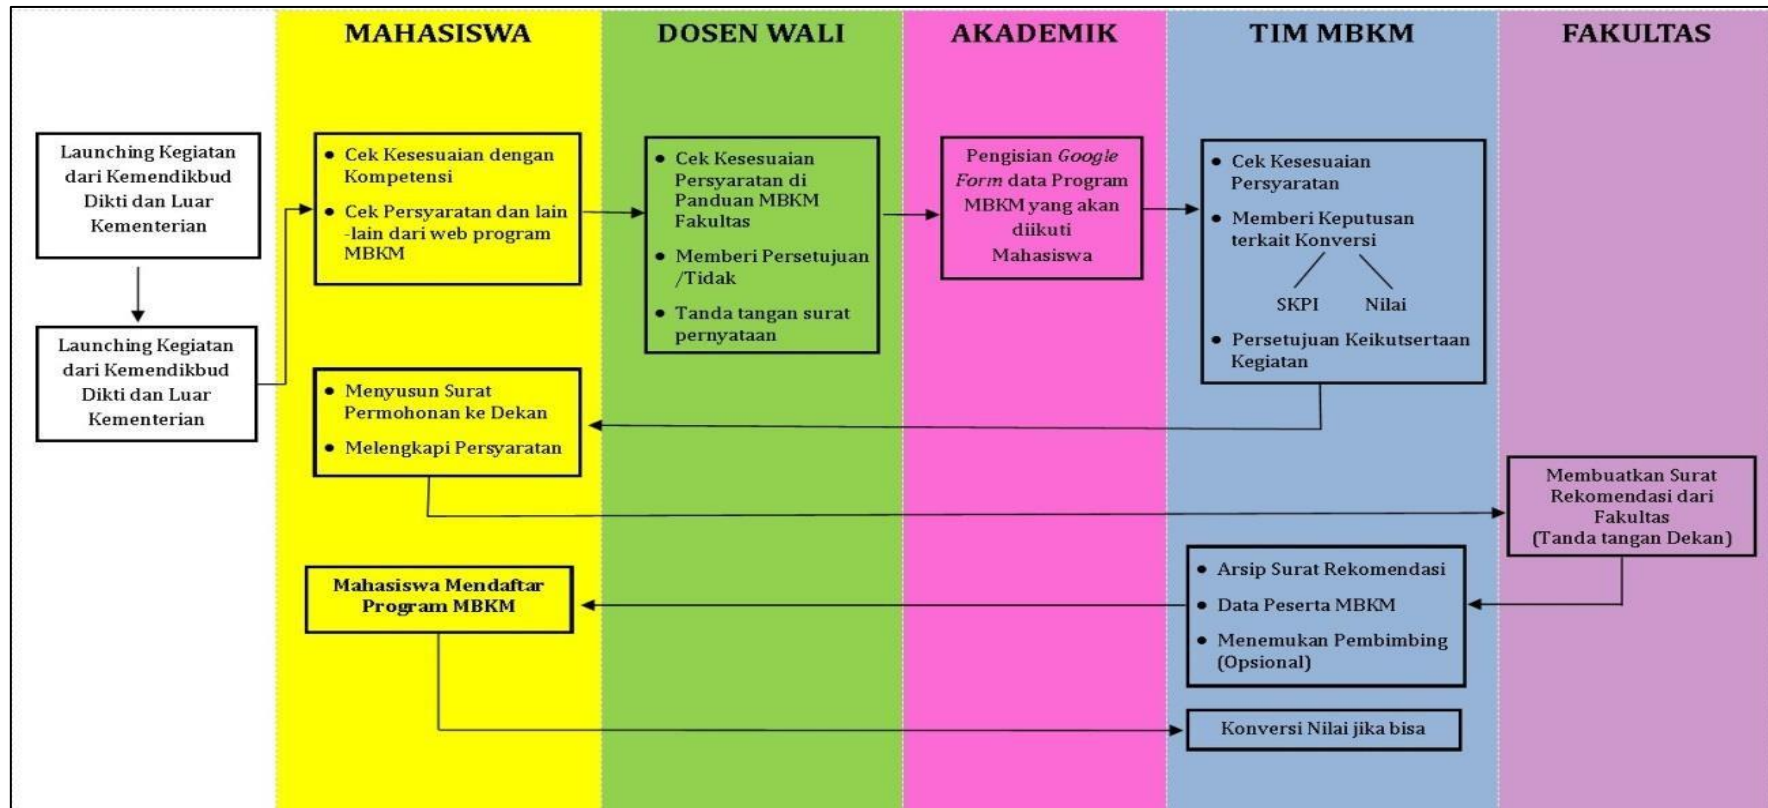 MAHASISWA
DOSEN WALI
AKADEMIK
TIM MBKM
FAKULTAS
Launching Kegiatan
dari Kemendikbud
Dikti dan Luar
Kementerian
Launching Kegiatan
dari Kemendikbud
Dikti dan Luar
Kementerian
• Cek Kesesuaian dengan
Kompetensi
• Cek Persyaratan dan lain
-lain dari web program
MBKM
• Cek Kesesuaian
Persyaratan di
Panduan MBKM
Fakultas
• Memberi Persetujuan
/Tidak
• Tanda tangan surat
pernyataan
Pengisian Google
Form data Program
MBKM yang akan
diikuti
Mahasiswa
• Cek Kesesuaian
Persyaratan
• Memberi Keputusan
terkait Konversi
SKPI Nilai
• Persetujuan Keikutsertaan
Kegiatan
• Menyusun Surat
Permohonan ke Dekan
• Melengkapi Persyaratan
Membuatkan Surat
Rekomendasi dari
Fakultas
(Tanda tangan Dekan)
• Arsip Surat Rekomendasi
• Data Peserta MBKM
• Menemukan Pembimbing
(Opsional)
Mahasiswa Mendaftar
Program MBKM
Konversi Nilai jika bisa